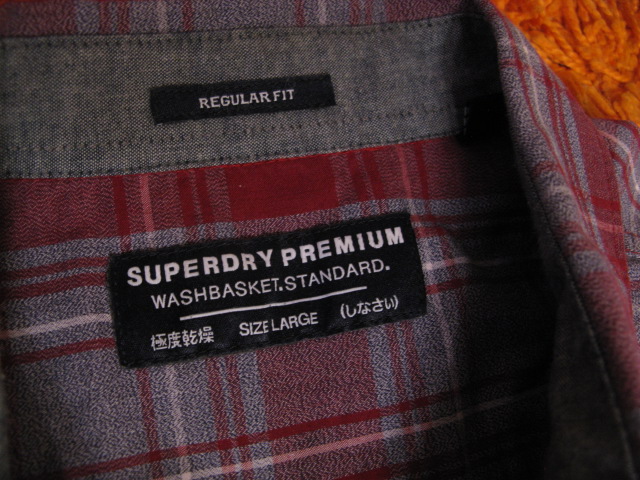 REGULAR FIT
SUPERDRY PREMIUM
WASHBASKET.STANDARD.
極度乾燥 SIZE LARGE (しなさい)